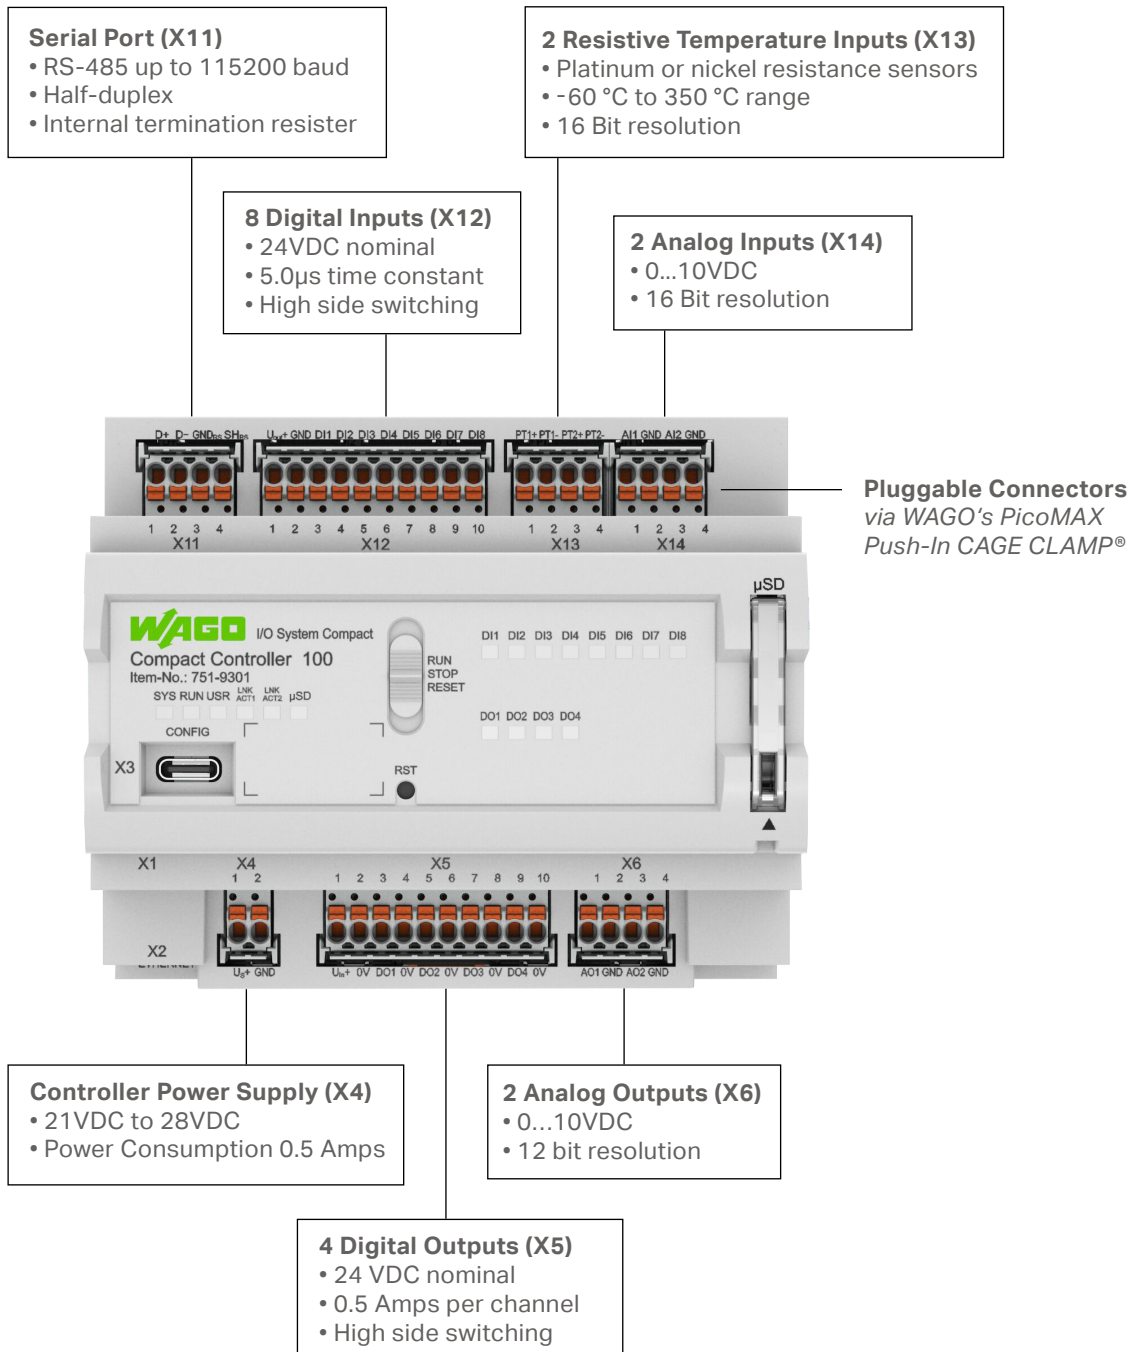 Serial Port (X11)
• RS-485 up to 115200 baud
• Half-duplex
• Internal termination resister
2 Resistive Temperature Inputs (X13)
• Platinum or nickel resistance sensors
• -60 °C to 350 °C range
• 16 Bit resolution
8 Digital Inputs (X12)
• 24VDC nominal
• 5.0µs time constant
• High side switching
2 Analog Inputs (X14)
• 0...10VDC
• 16 Bit resolution
D+ D- GNDRS SHRS
Uout+ GND DI1 DI2 DI3 DI4 DI5 DI6 DI7 DI8
PT1+ PT1- PT2+ PT2-
AI1 GND AI2 GND
1 2 3 4
X11
1 2 3 4 5 6 7 8 9 10
X12
1 2 3 4
X13
1 2 3 4
X14
Pluggable Connectors
via WAGO's PicoMAX
Push-In CAGE CLAMP®
µSD
WAGO I/O System Compact
Compact Controller 100
Item-No.: 751-9301
SYS RUN USR LNK ACT1 LNK ACT2 µSD
CONFIG
X3
RUN
STOP
RESET
RST
DI1 DI2 DI3 DI4 DI5 DI6 DI7 DI8
DO1 DO2 DO3 DO4
X1
X4
1 2
X5
1 2 3 4 5 6 7 8 9 10
X6
1 2 3 4
X2
US+ GND
Uin+ 0V DO1 0V DO2 0V DO3 0V DO4 0V
AO1 GND AO2 GND
Controller Power Supply (X4)
• 21VDC to 28VDC
• Power Consumption 0.5 Amps
2 Analog Outputs (X6)
• 0...10VDC
• 12 bit resolution
4 Digital Outputs (X5)
• 24 VDC nominal
• 0.5 Amps per channel
• High side switching